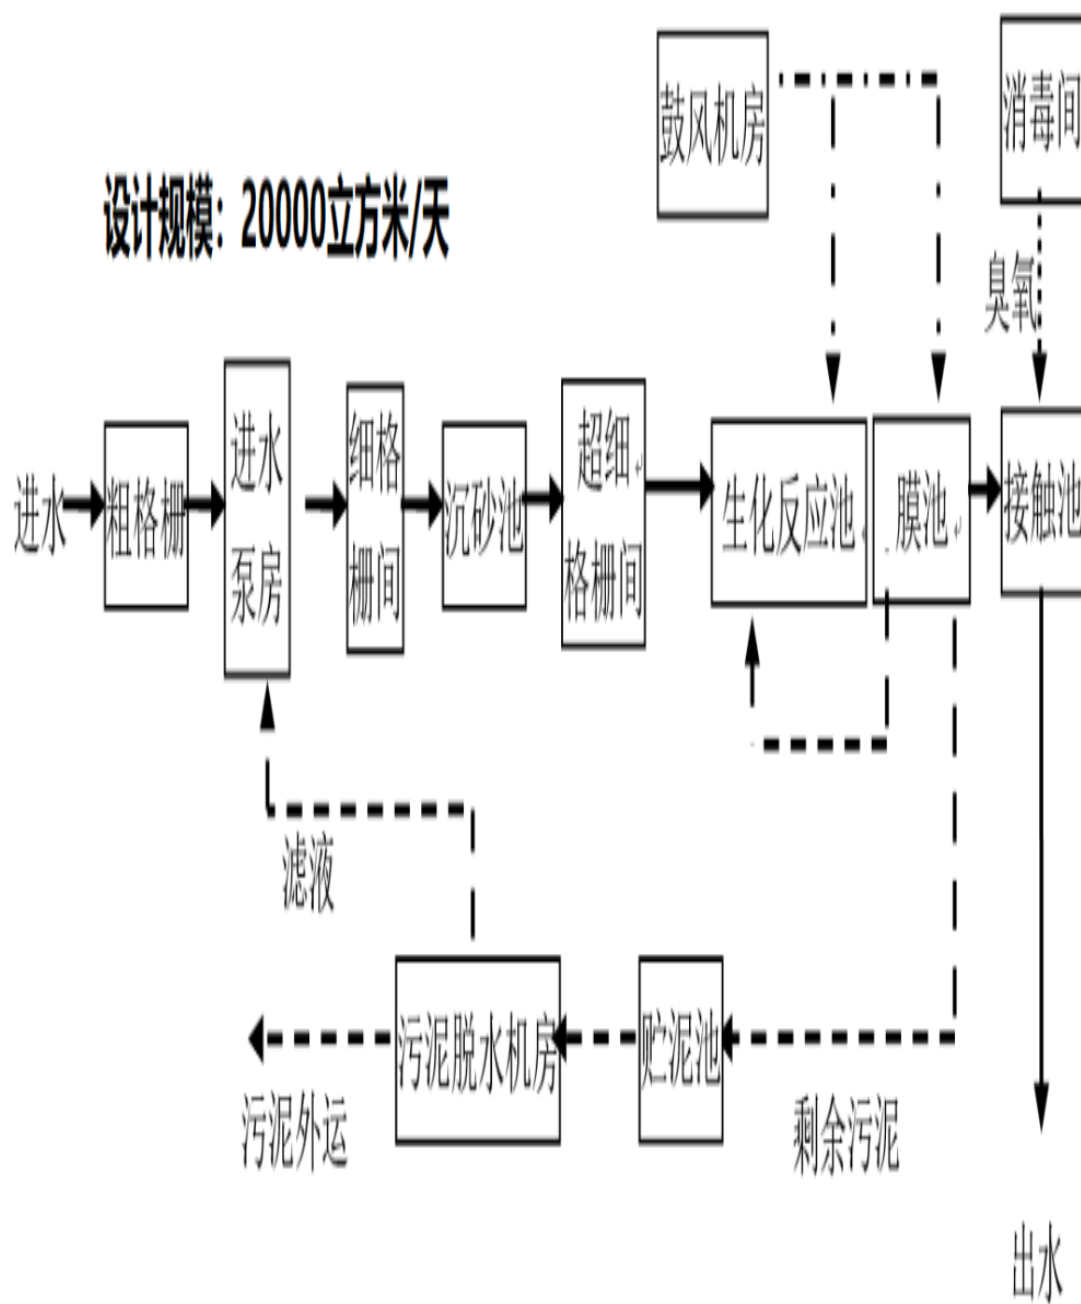 鼓风机房
消毒间
设计规模：20000立方米/天
臭氧
进水
粗格栅
进水
泵房
细格
栅间
沉砂池
超细
格栅间
生化反应池
膜池
接触池
滤液
污泥脱水机房
贮泥池
污泥外运
剩余污泥
出水